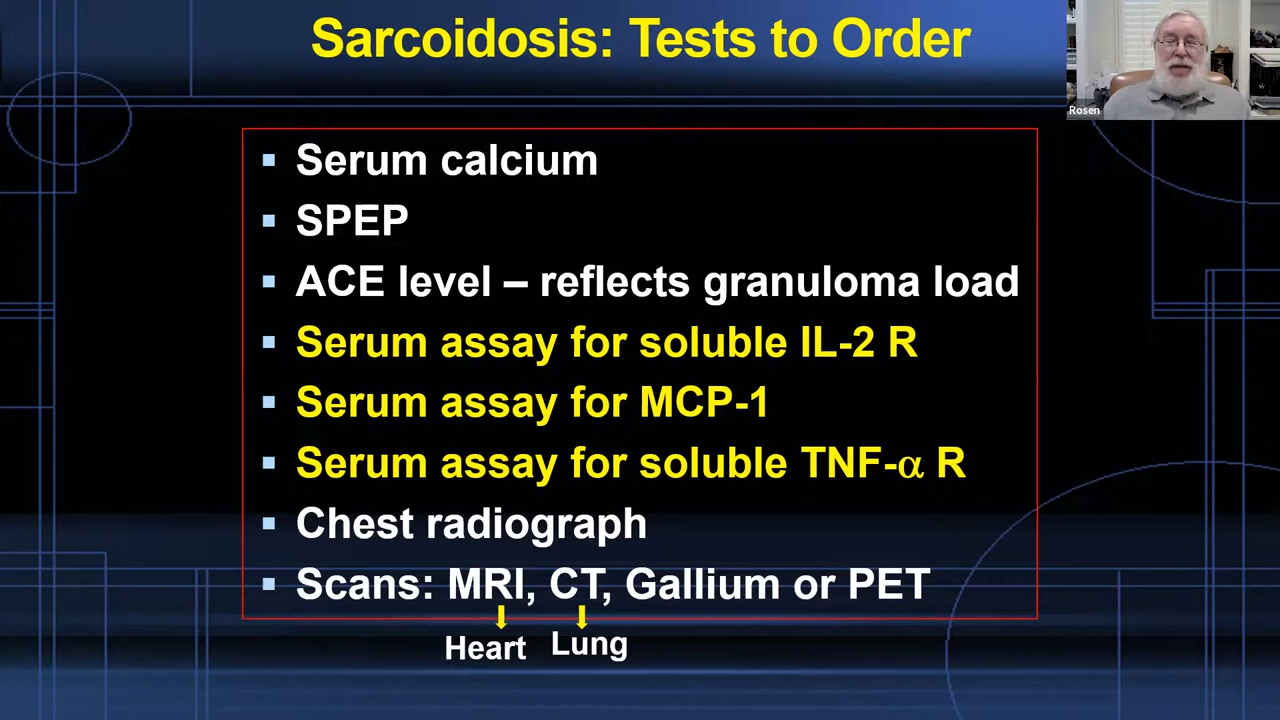 Sarcoidosis: Tests to Order
Rosen
▪ Serum calcium
▪ SPEP
▪ ACE level – reflects granuloma load
▪ Serum assay for soluble IL-2 R
▪ Serum assay for MCP-1
▪ Serum assay for soluble TNF-α R
▪ Chest radiograph
▪ Scans: MRI, CT, Gallium or PET
Heart Lung